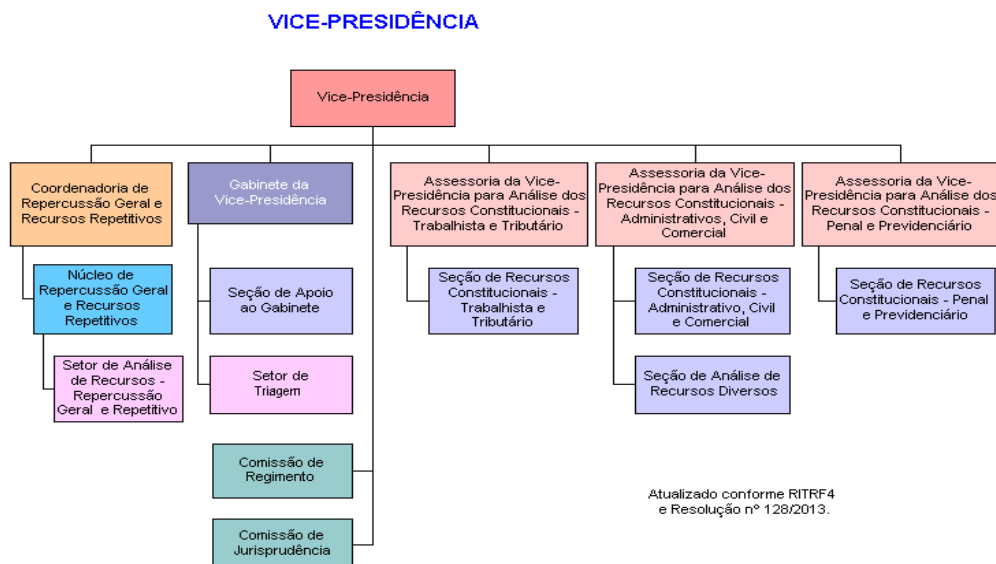 VICE-PRESIDÊNCIA
Vice-Presidência
Coordenadoria de
Repercussão Geral e
Recursos Repetitivos
Gabinete da
Vice-Presidência
Assessoria da Vice-
Presidência para Análise dos
Recursos Constitucionais -
Trabalhista e Tributário
Assessoria da Vice-
Presidência para Análise dos
Recursos Constitucionais -
Administrativos, Civil e
Comercial
Assessoria da Vice-
Presidência para Análise dos
Recursos Constitucionais -
Penal e Previdenciário
Núcleo de
Repercussão Geral
e Recursos
Repetitivos
Seção de Apoio
ao Gabinete
Seção de Recursos
Constitucionais -
Trabalhista e
Tributário
Seção de Recursos
Constitucionais -
Administrativo, Civil
e Comercial
Seção de Recursos
Constitucionais - Penal
e Previdenciário
Setor de Análise
de Recursos -
Repercussão
Geral e Repetitivo
Setor de
Triagem
Seção de Análise de
Recursos Diversos
Comissão de
Regimento
Comissão de
Jurisprudência
Atualizado conforme RITRF4
e Resolução nº 128/2013.